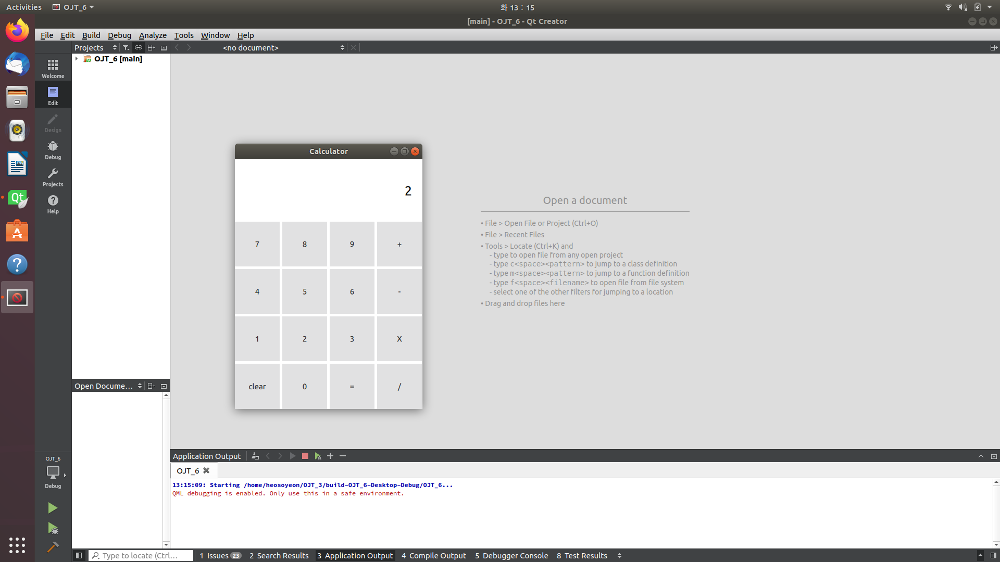 Activities
OJT_6
화 13 : 15
[main] - OJT_6 - Qt Creator
File Edit Build Debug Analyze Tools Window Help
Projects
<no document>
OJT_6 [main]
Welcome
Edit
Design
Debug
Projects
Help
Qt
Calculator
2
7 8 9 +
4 5 6 -
1 2 3 X
clear 0 = /
Open a document
• File > Open File or Project (Ctrl+O)
• File > Recent Files
• Tools > Locate (Ctrl+K) and
- type to open file from any open project
- type c<space><pattern> to jump to a class definition
- type m<space><pattern> to jump to a function definition
- type f<space><filename> to open file from file system
- select one of the other filters for jumping to a location
• Drag and drop files here
Open Docume...
OJT_6
Debug
Application Output
OJT_6
13:15:09: Starting /home/heosoyeon/OJT_3/build-OJT_6-Desktop-Debug/OJT_6...
QML debugging is enabled. Only use this in a safe environment.
Type to locate (Ctrl...
1 Issues 23
2 Search Results
3 Application Output
4 Compile Output
5 Debugger Console
8 Test Results